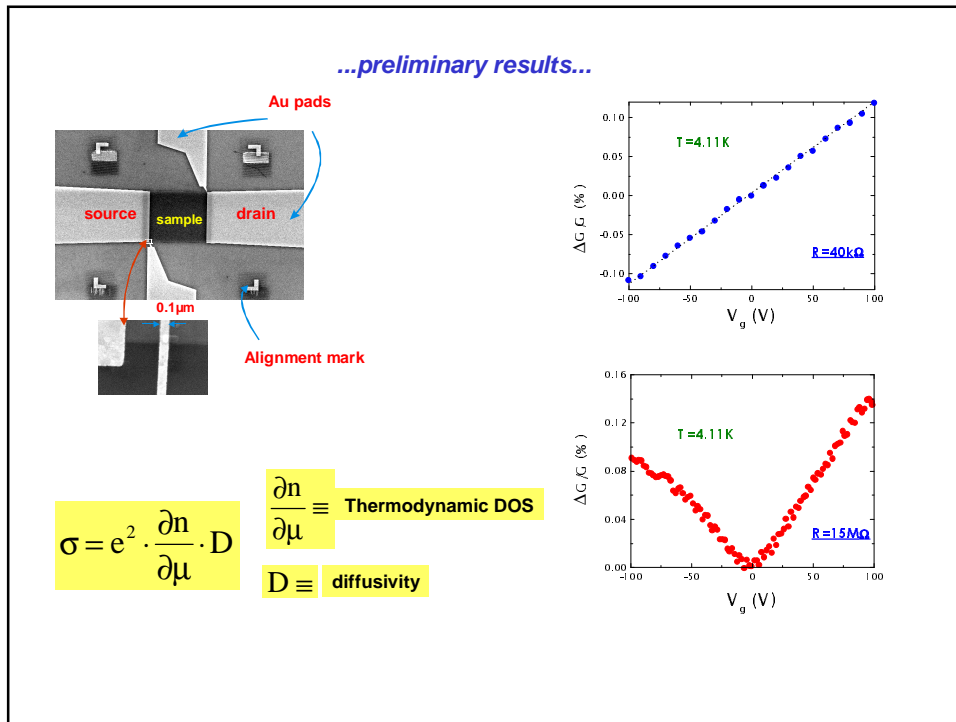 ...preliminary results...
Au pads
source
sample
drain
0.1µm
Alignment mark
σ = e² · ∂n/∂µ · D
∂n/∂µ ≡ Thermodynamic DOS
D ≡ diffusivity
0.10
0.05
0.00
-0.05
-0.10
ΔG/G (%)
T=4.11K
R=40kΩ
-100 -50 0 50 100
V_g (V)
0.16
0.12
0.08
0.04
0.00
ΔG/G (%)
T=4.11K
R=15MΩ
-100 -50 0 50 100
V_g (V)